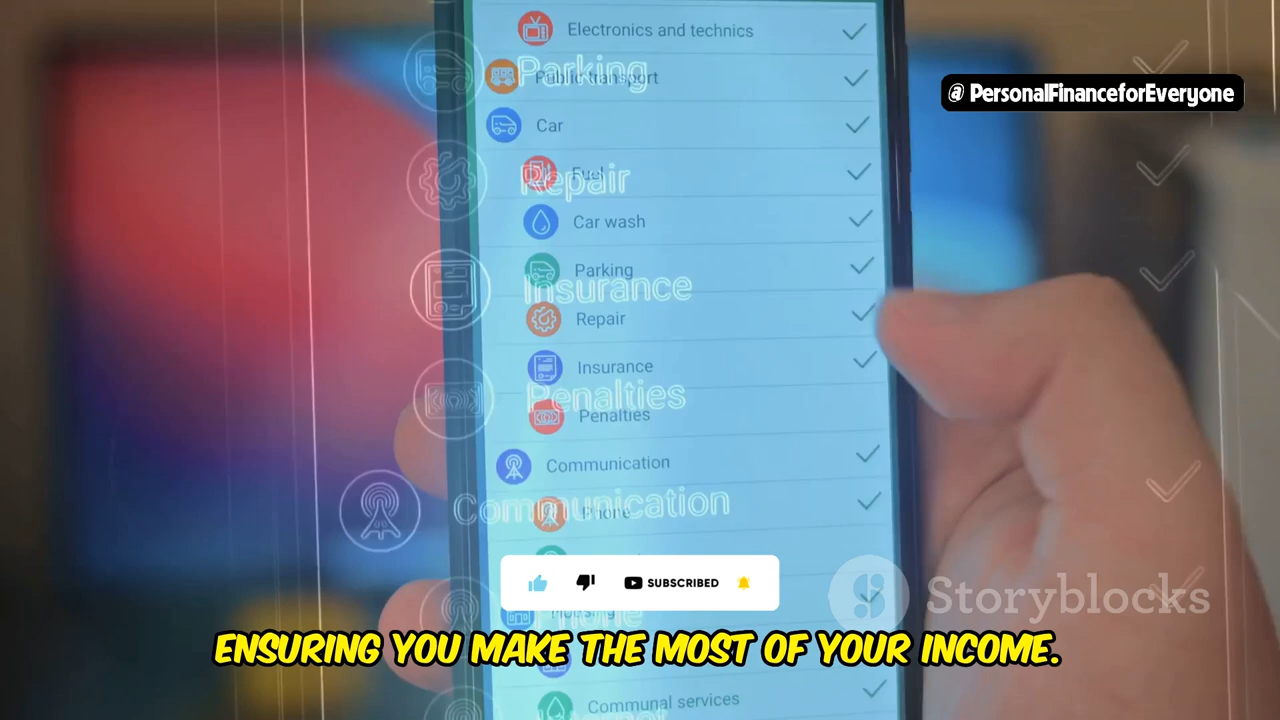 Electronics and technics
Parking
Public transport
@ PersonalFinanceforEveryone
Car
Fuel
Repair
Car wash
Parking
Insurance
Repair
Insurance
Penalties
Penalties
Communication
Communication
Phone
SUBSCRIBED
Storyblocks
ENSURING YOU MAKE THE MOST OF YOUR INCOME.
Communal services